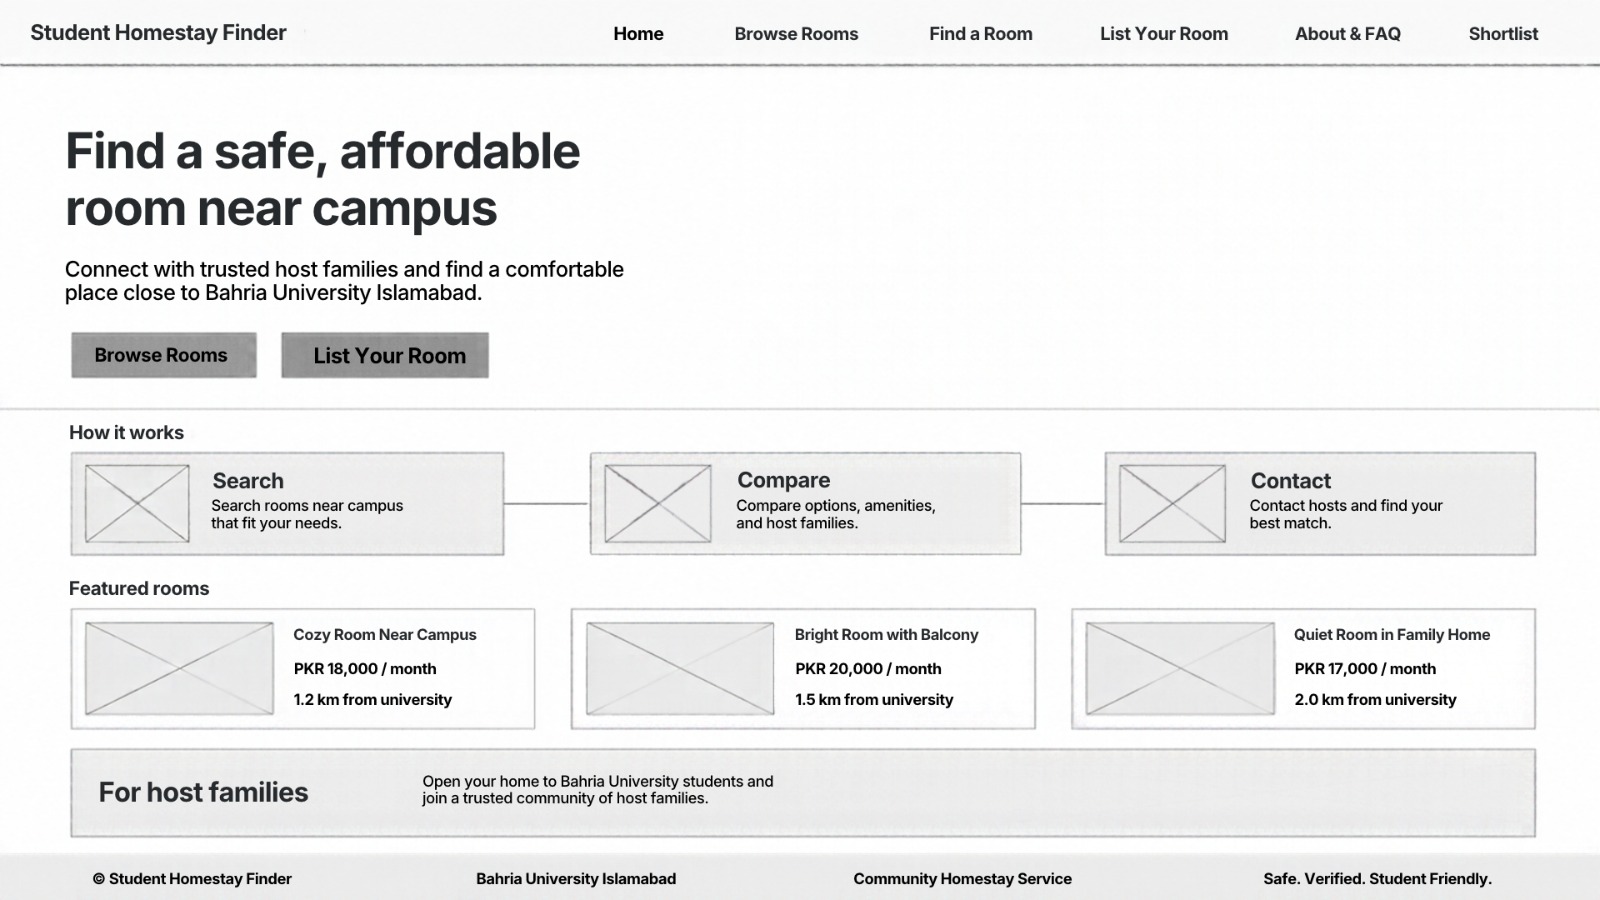 Student Homestay Finder
Home
Browse Rooms
Find a Room
List Your Room
About & FAQ
Shortlist
Find a safe, affordable
room near campus
Connect with trusted host families and find a comfortable
place close to Bahria University Islamabad.
Browse Rooms
List Your Room
How it works
Search
Search rooms near campus
that fit your needs.
Compare
Compare options, amenities,
and host families.
Contact
Contact hosts and find your
best match.
Featured rooms
Cozy Room Near Campus
PKR 18,000 / month
1.2 km from university
Bright Room with Balcony
PKR 20,000 / month
1.5 km from university
Quiet Room in Family Home
PKR 17,000 / month
2.0 km from university
For host families
Open your home to Bahria University students and
join a trusted community of host families.
© Student Homestay Finder
Bahria University Islamabad
Community Homestay Service
Safe. Verified. Student Friendly.